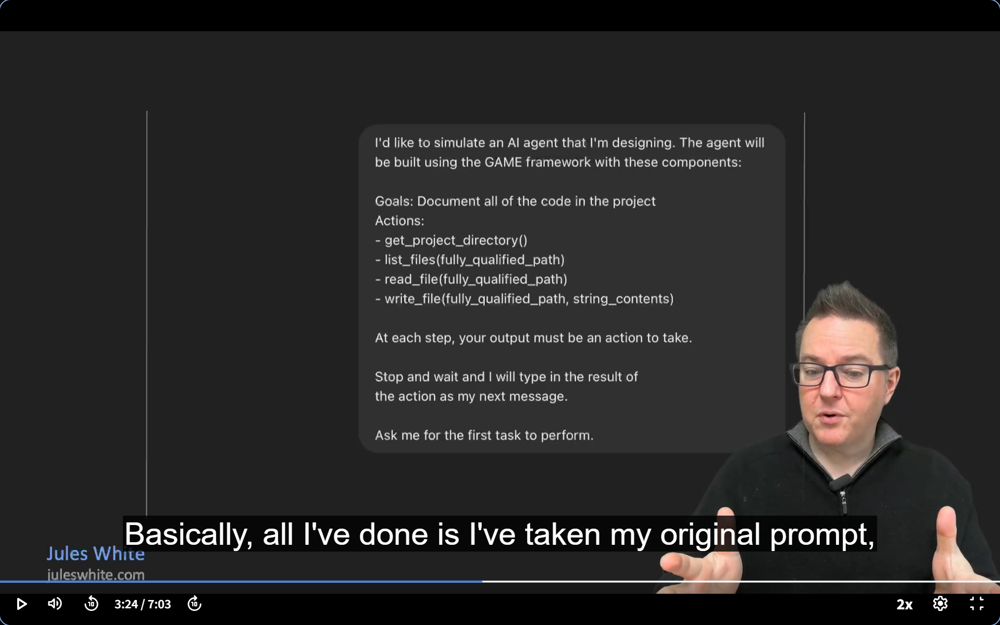 I'd like to simulate an AI agent that I'm designing. The agent will
be built using the GAME framework with these components:
Goals: Document all of the code in the project
Actions:
- get_project_directory()
- list_files(fully_qualified_path)
- read_file(fully_qualified_path)
- write_file(fully_qualified_path, string_contents)
At each step, your output must be an action to take.
Stop and wait and I will type in the result of
the action as my next message.
Ask me for the first task to perform.
Basically, all I've done is I've taken my original prompt,
Jules White
juleswhite.com
10
3:24 / 7:03
10
2x